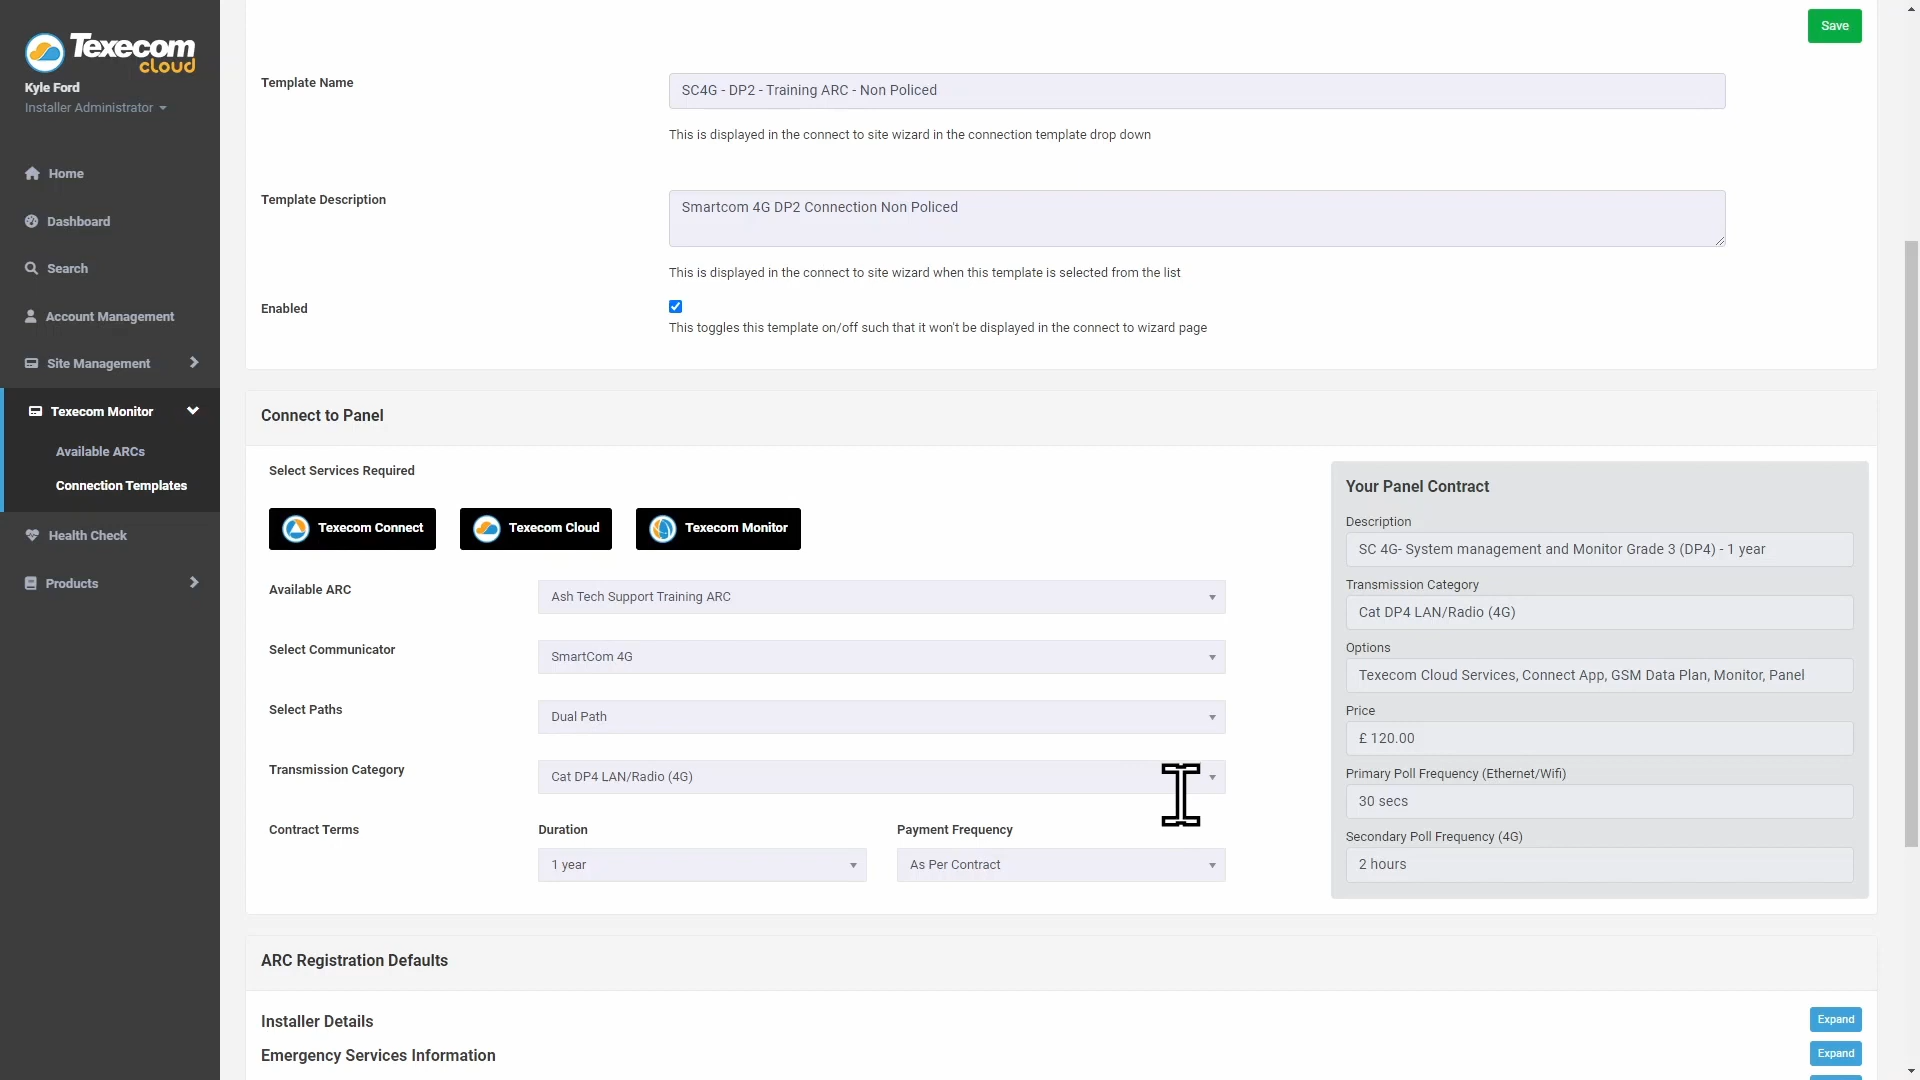 Texecom
cloud
Kyle Ford
Installer Administrator
Home
Dashboard
Search
Account Management
Site Management
Texecom Monitor
Available ARCs
Connection Templates
Health Check
Products
Save
Template Name
SC4G - DP2 - Training ARC - Non Policed
This is displayed in the connect to site wizard in the connection template drop down
Template Description
Smartcom 4G DP2 Connection Non Policed
This is displayed in the connect to site wizard when this template is selected from the list
Enabled
This toggles this template on/off such that it won't be displayed in the connect to wizard page
Connect to Panel
Select Services Required
Texecom Connect
Texecom Cloud
Texecom Monitor
Available ARC
Ash Tech Support Training ARC
Select Communicator
SmartCom 4G
Select Paths
Dual Path
Transmission Category
Cat DP4 LAN/Radio (4G)
Contract Terms
Duration
Payment Frequency
1 year
As Per Contract
Your Panel Contract
Description
SC 4G- System management and Monitor Grade 3 (DP4) - 1 year
Transmission Category
Cat DP4 LAN/Radio (4G)
Options
Texecom Cloud Services, Connect App, GSM Data Plan, Monitor, Panel
Price
£ 120.00
Primary Poll Frequency (Ethernet/Wifi)
30 secs
Secondary Poll Frequency (4G)
2 hours
ARC Registration Defaults
Installer Details
Expand
Emergency Services Information
Expand